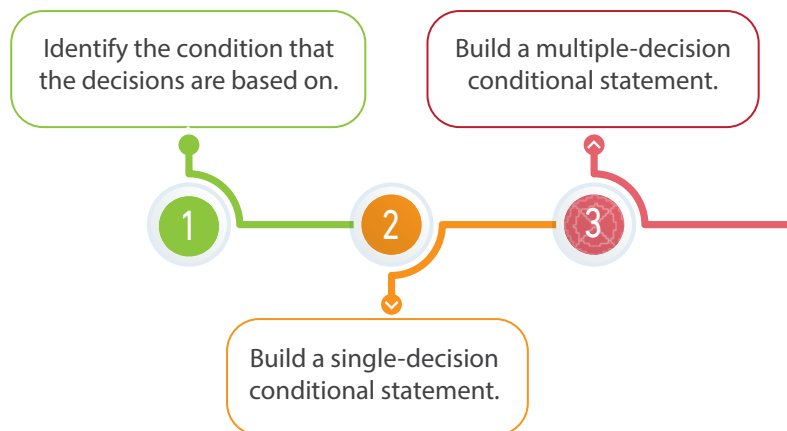 Identify the condition that
the decisions are based on.
Build a multiple-decision
conditional statement.
1
2
3
Build a single-decision
conditional statement.